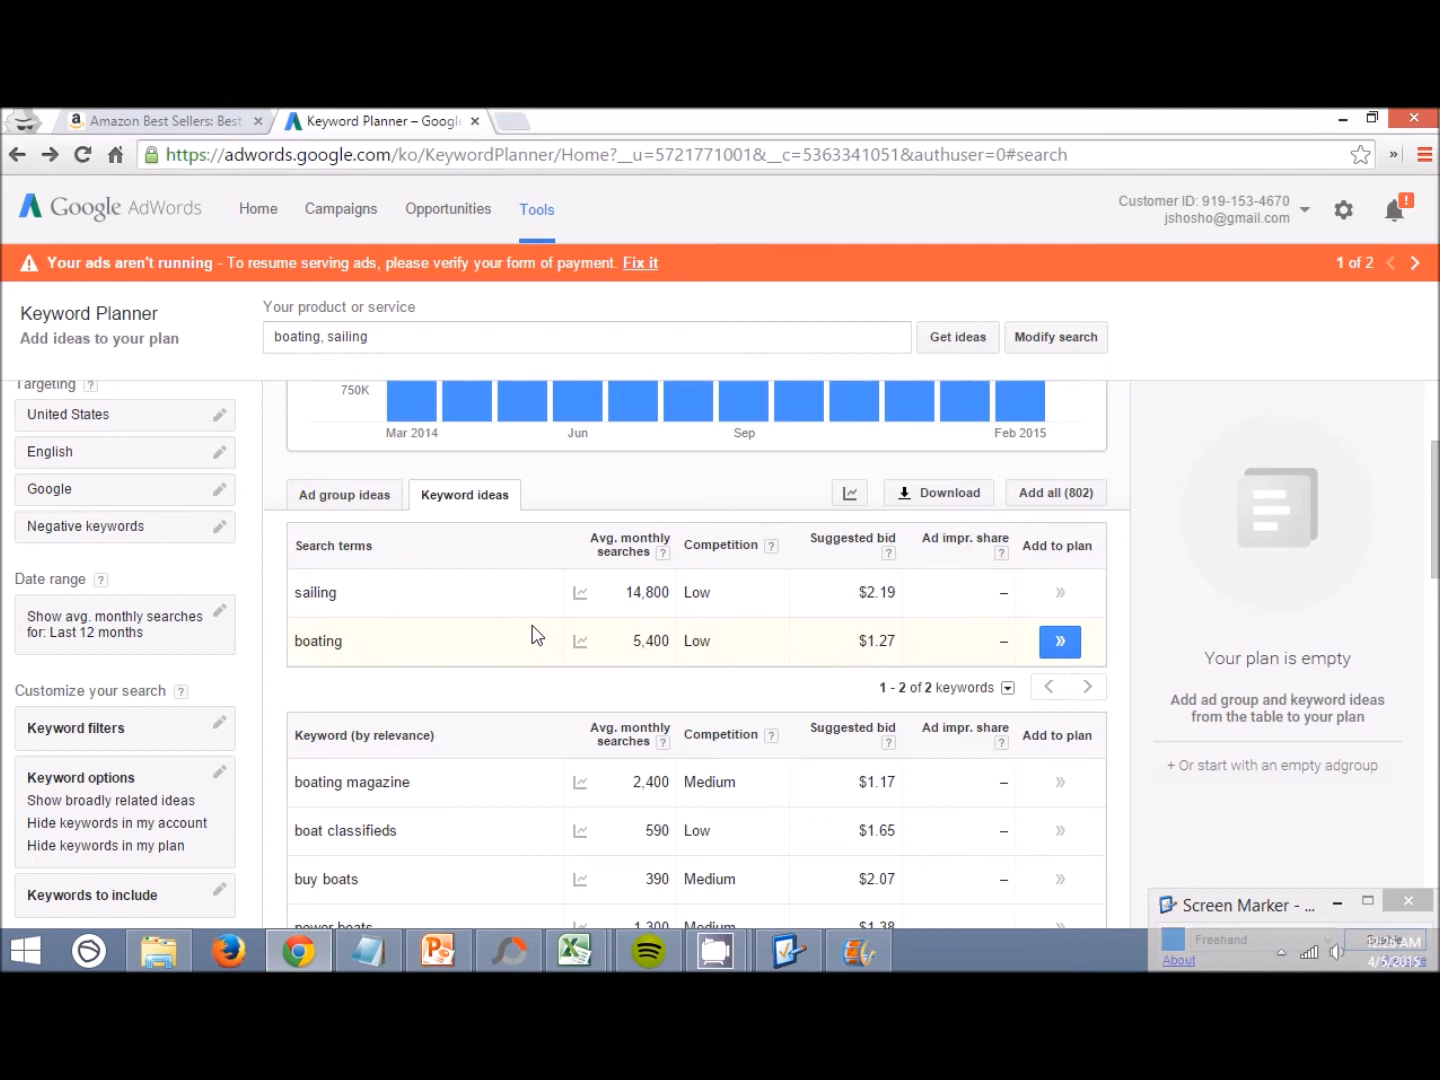 Amazon Best Sellers: Best
Keyword Planner – Google
https://adwords.google.com/ko/KeywordPlanner/Home?__u=5721771001&__c=5363341051&authuser=0#search
Google AdWords
Home
Campaigns
Opportunities
Tools
Customer ID: 919-153-4670
jshosho@gmail.com
!
Your ads aren't running - To resume serving ads, please verify your form of payment. Fix it
1 of 2
Keyword Planner
Add ideas to your plan
Your product or service
boating, sailing
Get ideas
Modify search
Targeting ?
United States
English
Google
Negative keywords
Date range ?
Show avg. monthly searches
for: Last 12 months
Customize your search ?
Keyword filters
Keyword options
Show broadly related ideas
Hide keywords in my account
Hide keywords in my plan
Keywords to include
750K
Mar 2014 Jun Sep Feb 2015
Ad group ideas
Keyword ideas
Download
Add all (802)
Search terms Avg. monthly searches ? Competition ? Suggested bid ? Ad impr. share ? Add to plan
sailing 14,800 Low $2.19 – »
boating 5,400 Low $1.27 – »
1 - 2 of 2 keywords
Keyword (by relevance) Avg. monthly searches ? Competition ? Suggested bid ? Ad impr. share ? Add to plan
boating magazine 2,400 Medium $1.17 – »
boat classifieds 590 Low $1.65 – »
buy boats 390 Medium $2.07 – »
power boats 1,300 Medium $1.38
Your plan is empty
Add ad group and keyword ideas
from the table to your plan
+ Or start with an empty adgroup
Screen Marker - ...
Freehand
About